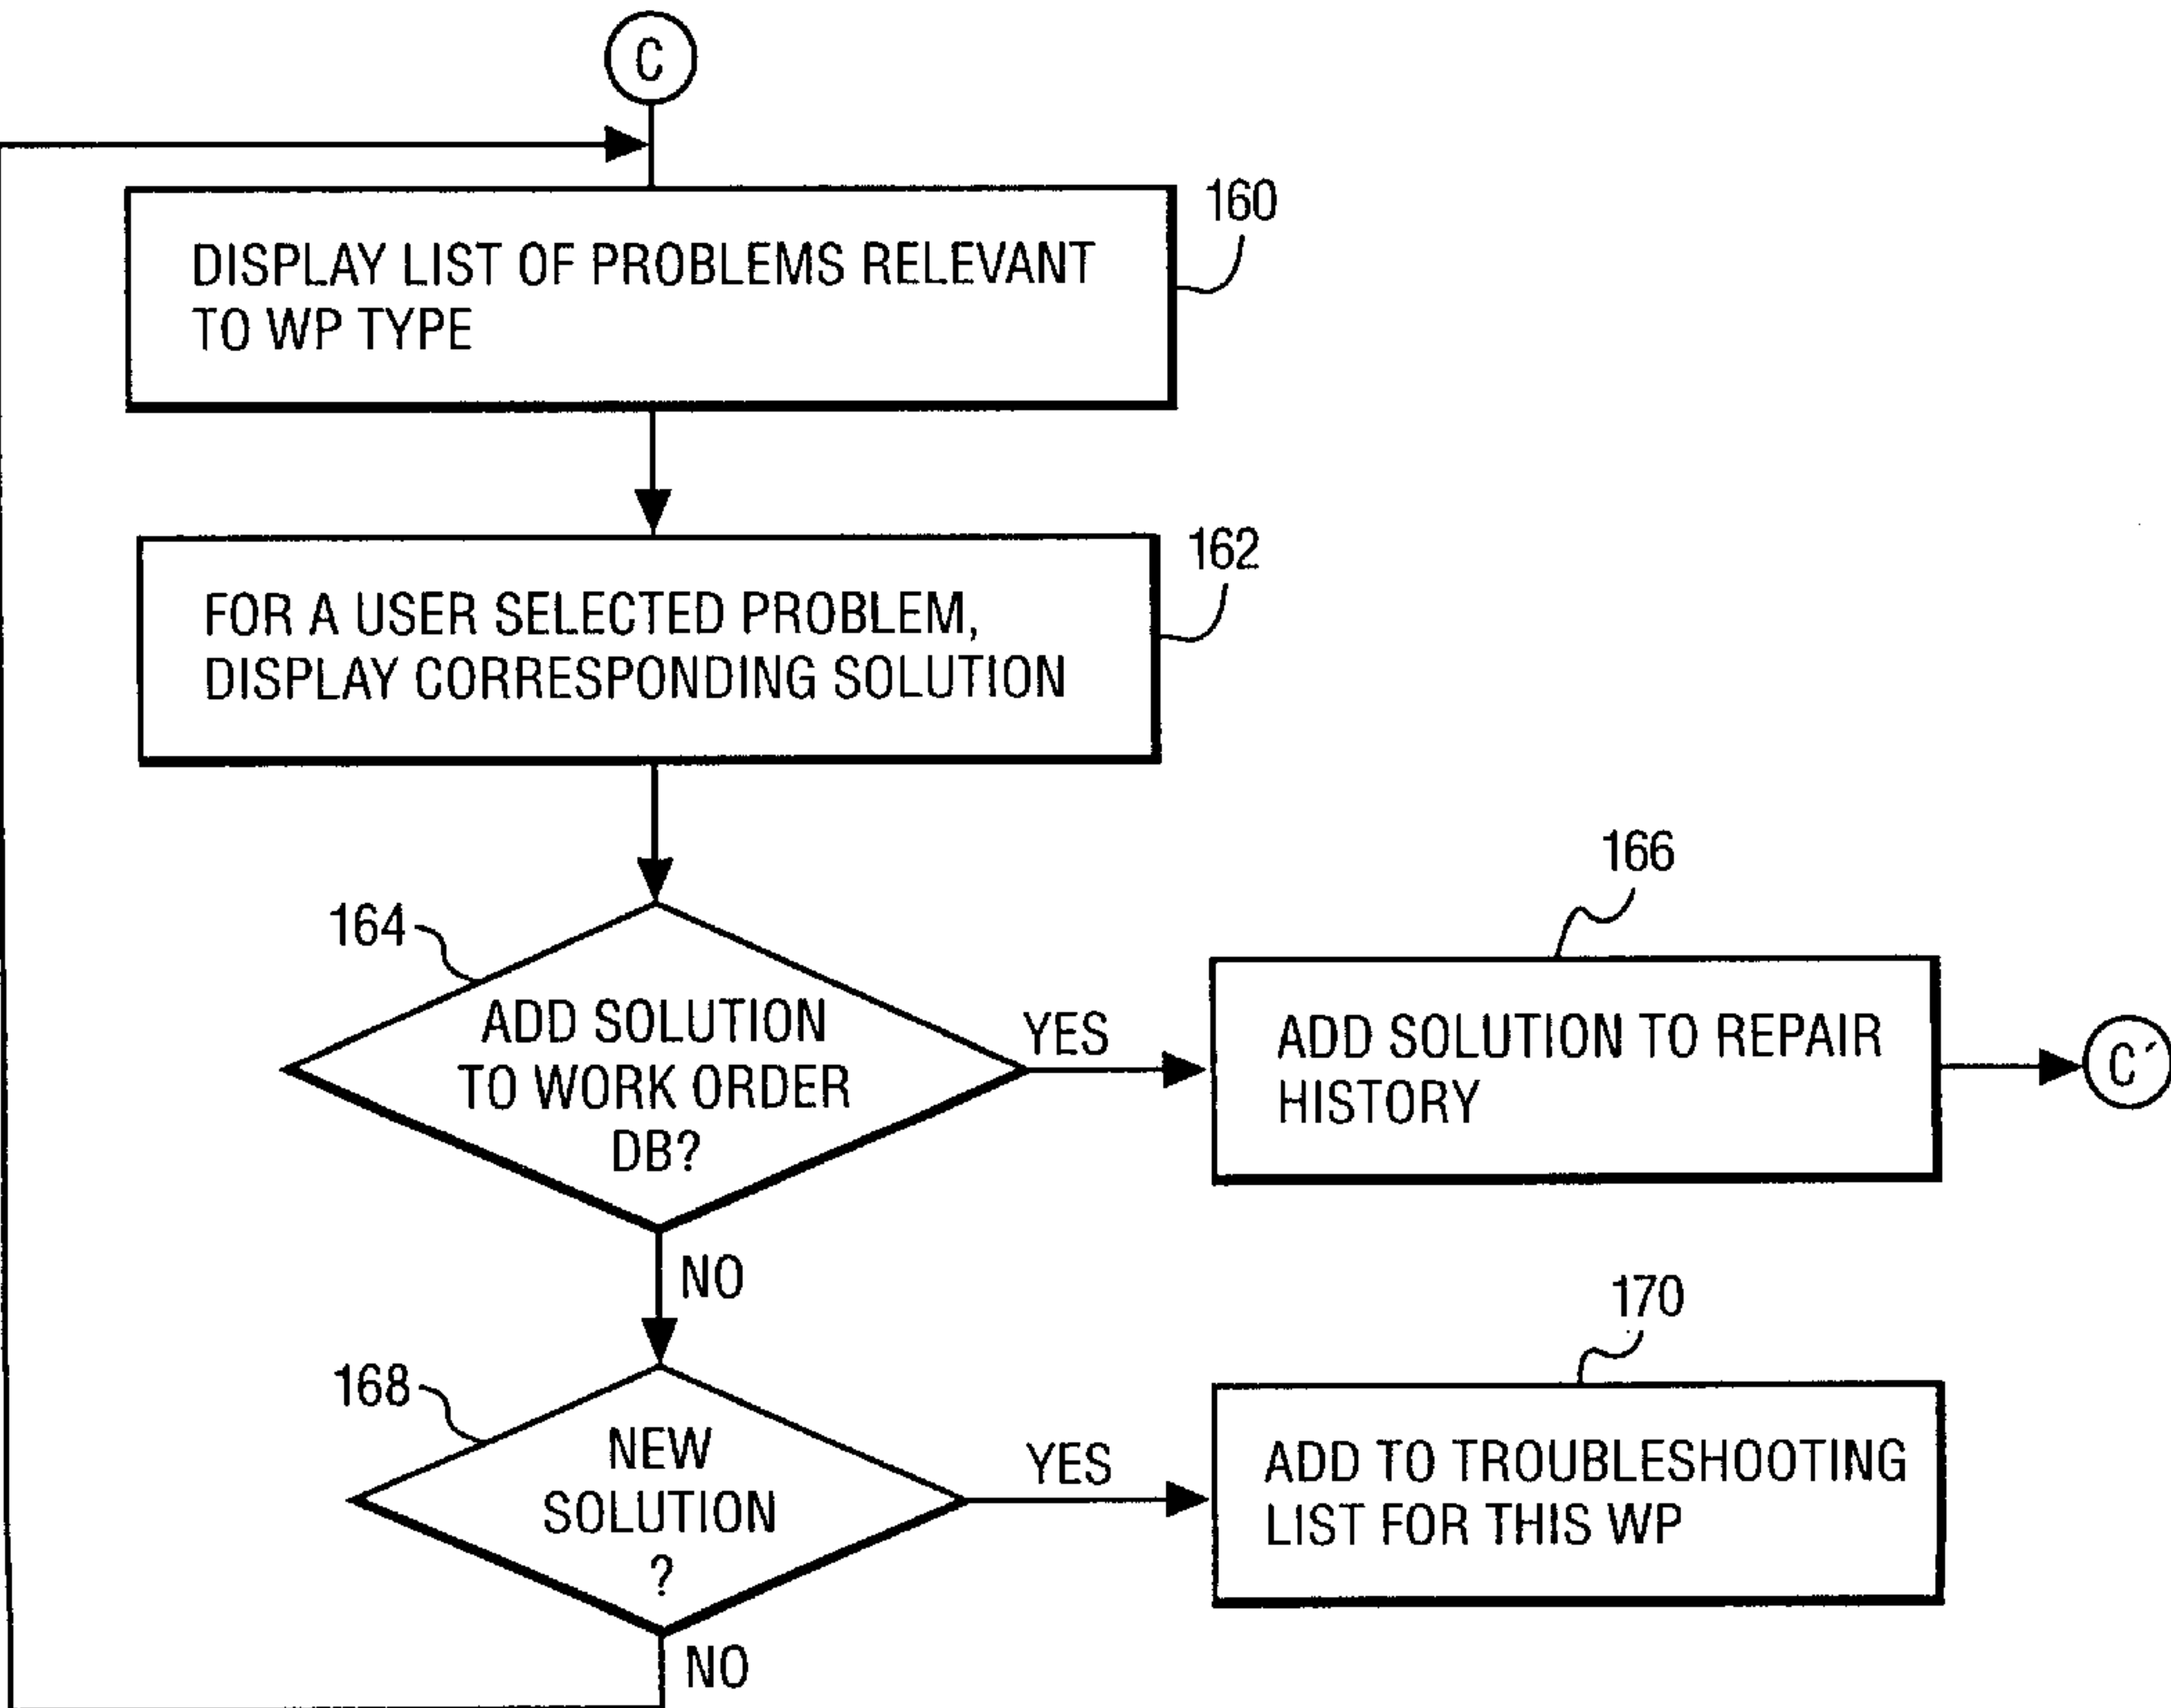 C
160
DISPLAY LIST OF PROBLEMS RELEVANT
TO WP TYPE
162
FOR A USER SELECTED PROBLEM,
DISPLAY CORRESPONDING SOLUTION
164
ADD SOLUTION
TO WORK ORDER
DB?
YES
166
ADD SOLUTION TO REPAIR
HISTORY
C´
NO
168
NEW
SOLUTION
?
YES
170
ADD TO TROUBLESHOOTING
LIST FOR THIS WP
NO